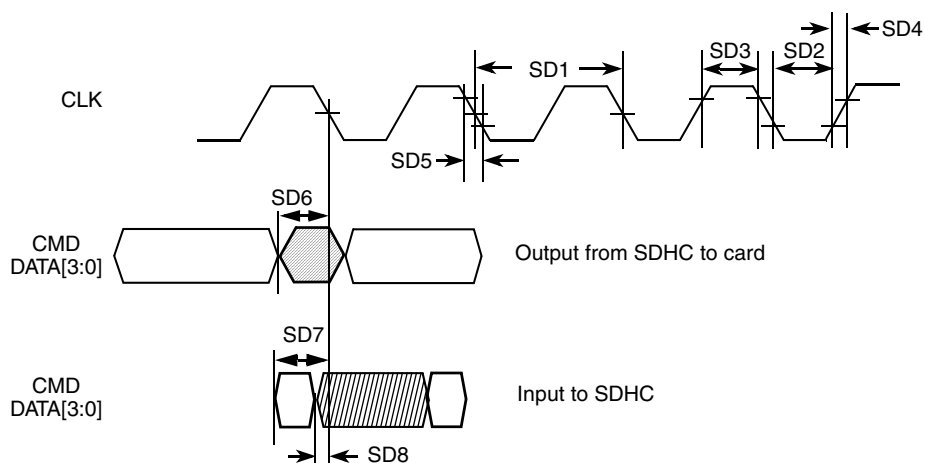 SD4
SD3
SD2
SD1
CLK
SD5
SD6
CMD
DATA[3:0]
Output from SDHC to card
SD7
CMD
DATA[3:0]
Input to SDHC
SD8